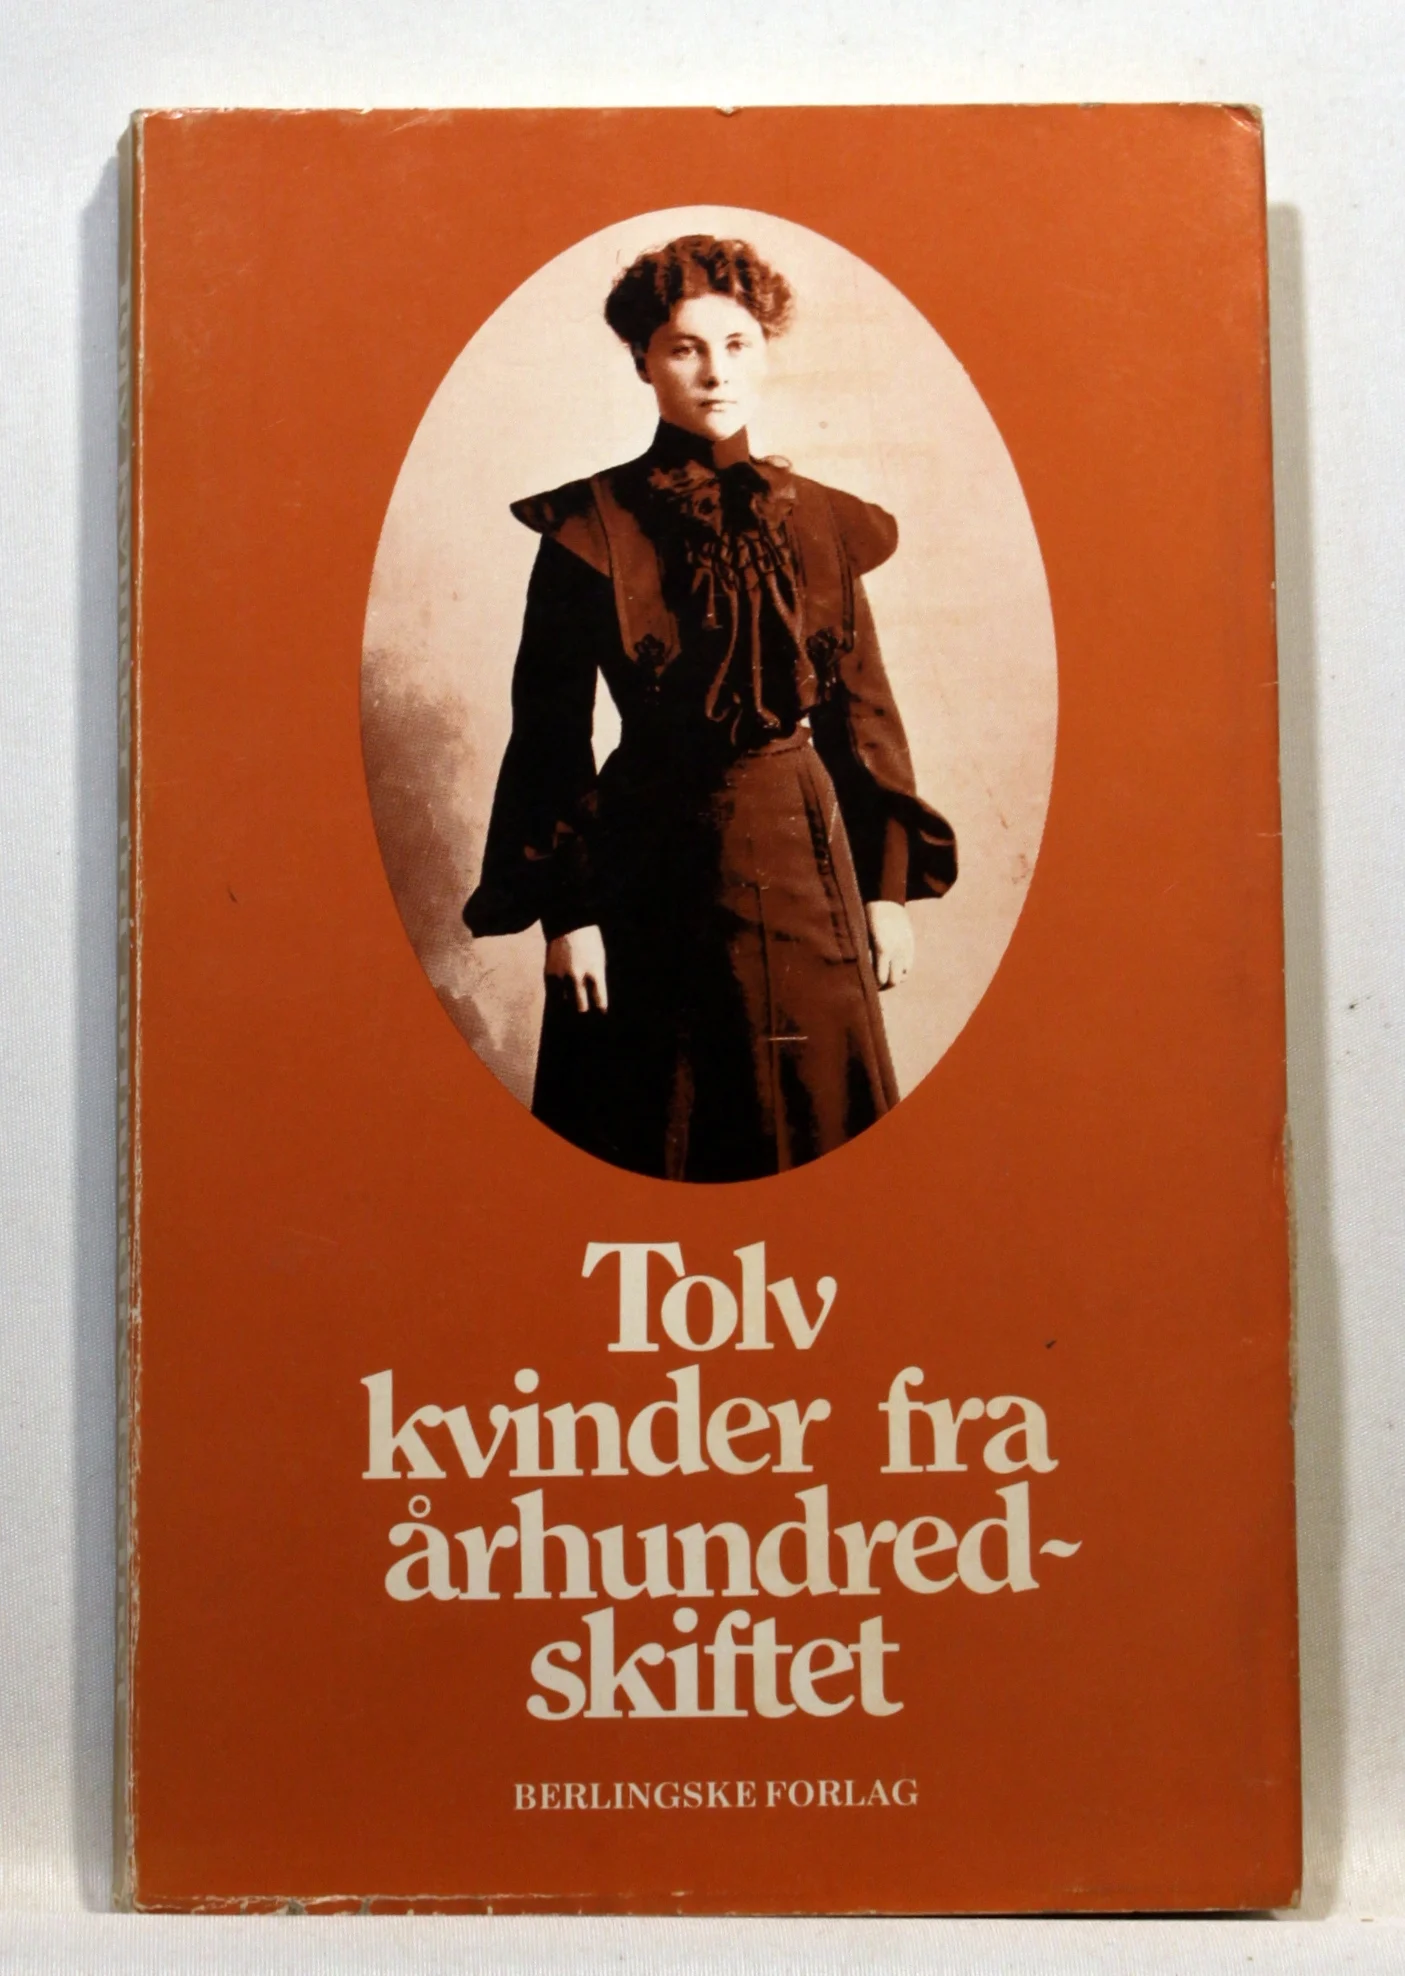 Tolv
kvinder fra
århundred-
skiftet
BERLINGSKE FORLAG